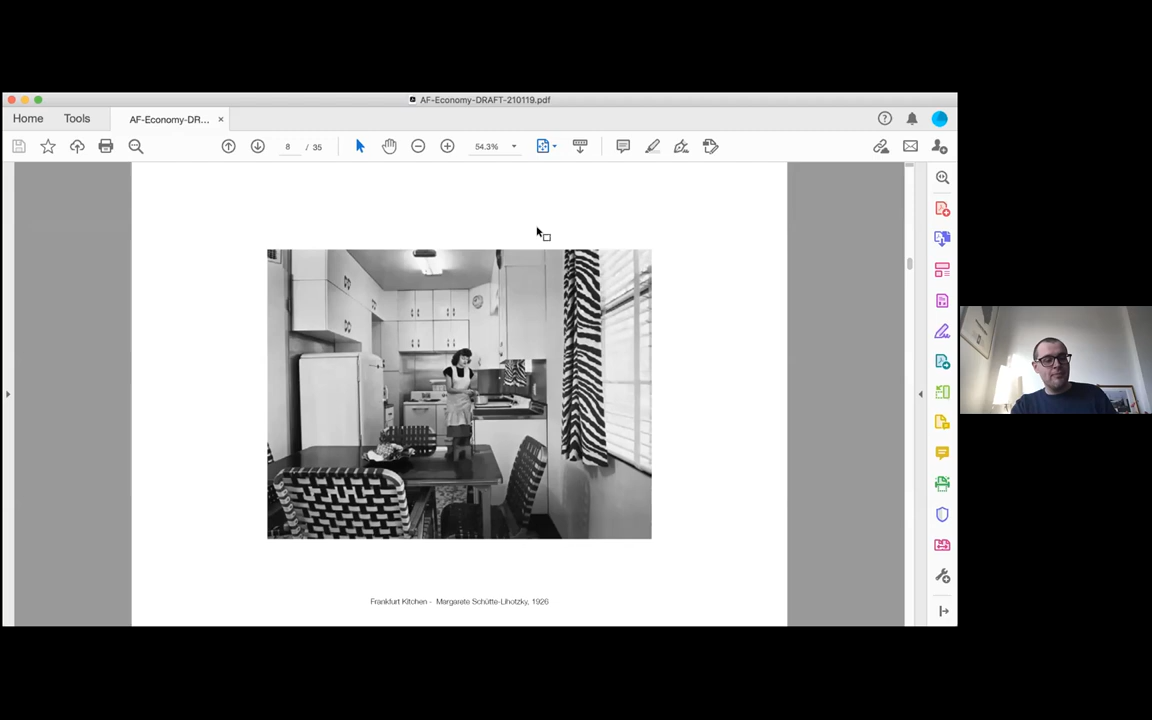 AF-Economy-DRAFT-210119.pdf
Home Tools AF-Economy-DR... ×
8 / 35 54.3%
Frankfurt Kitchen - Margarete Schütte-Lihotzky, 1926